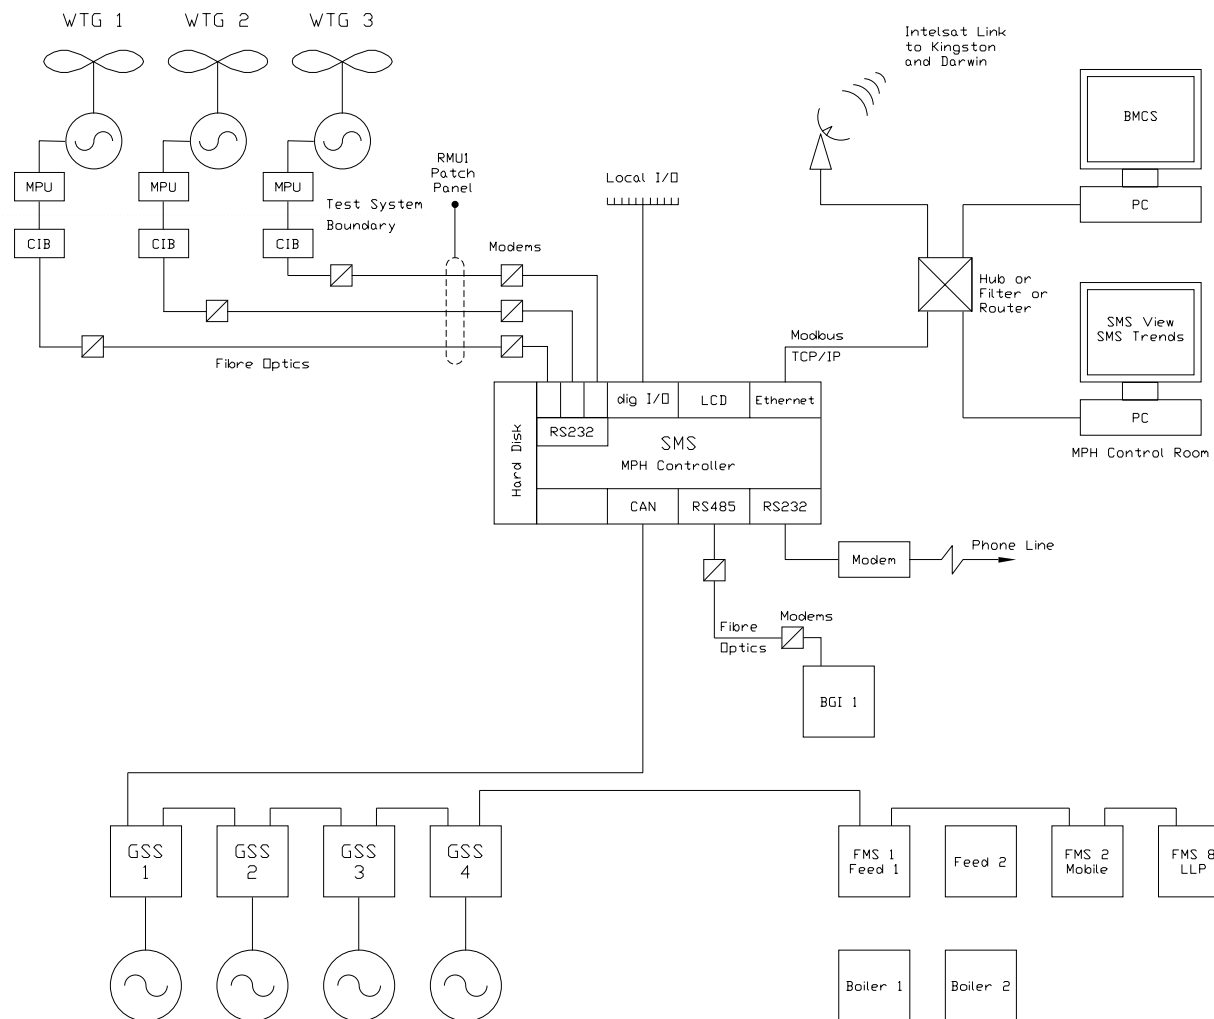 WTG 1
WTG 2
WTG 3
Intelsat Link
to Kingston
and Darwin
BMCS
PC
RMU1
Patch
Panel
Local I/O
MPU
MPU
MPU
Test System
Boundary
CIB
CIB
CIB
Modems
Hub or
Filter or
Router
SMS View
SMS Trends
PC
MPH Control Room
Modbus
TCP/IP
Fibre Optics
dig I/O
LCD
Ethernet
RS232
Hard Disk
SMS
MPH Controller
CAN
RS485
RS232
Modem
Phone Line
Fibre
Optics
Modems
BGI 1
GSS
1
GSS
2
GSS
3
GSS
4
FMS 1
Feed 1
Feed 2
FMS 2
Mobile
FMS 8
LLP
Boiler 1
Boiler 2